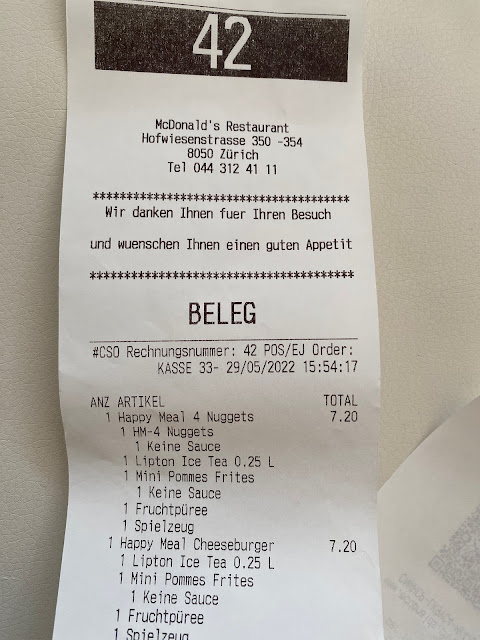 42
McDonald's Restaurant
Hofwiesenstrasse 350 -354
8050 Zürich
Tel 044 312 41 11
****************************************
Wir danken Ihnen fuer Ihren Besuch
und wuenschen Ihnen einen guten Appetit
****************************************
BELEG
#CSO Rechnungsnummer: 42 POS/EJ Order:
KASSE 33- 29/05/2022 15:54:17
ANZ ARTIKEL TOTAL
1 Happy Meal 4 Nuggets 7.20
1 HM-4 Nuggets
1 Keine Sauce
1 Lipton Ice Tea 0.25 L
1 Mini Pommes Frites
1 Keine Sauce
1 Fruchtpüree
1 Spielzeug
1 Happy Meal Cheeseburger 7.20
1 Lipton Ice Tea 0.25 L
1 Mini Pommes Frites
1 Keine Sauce
1 Fruchtpüree
1 Spielzeug